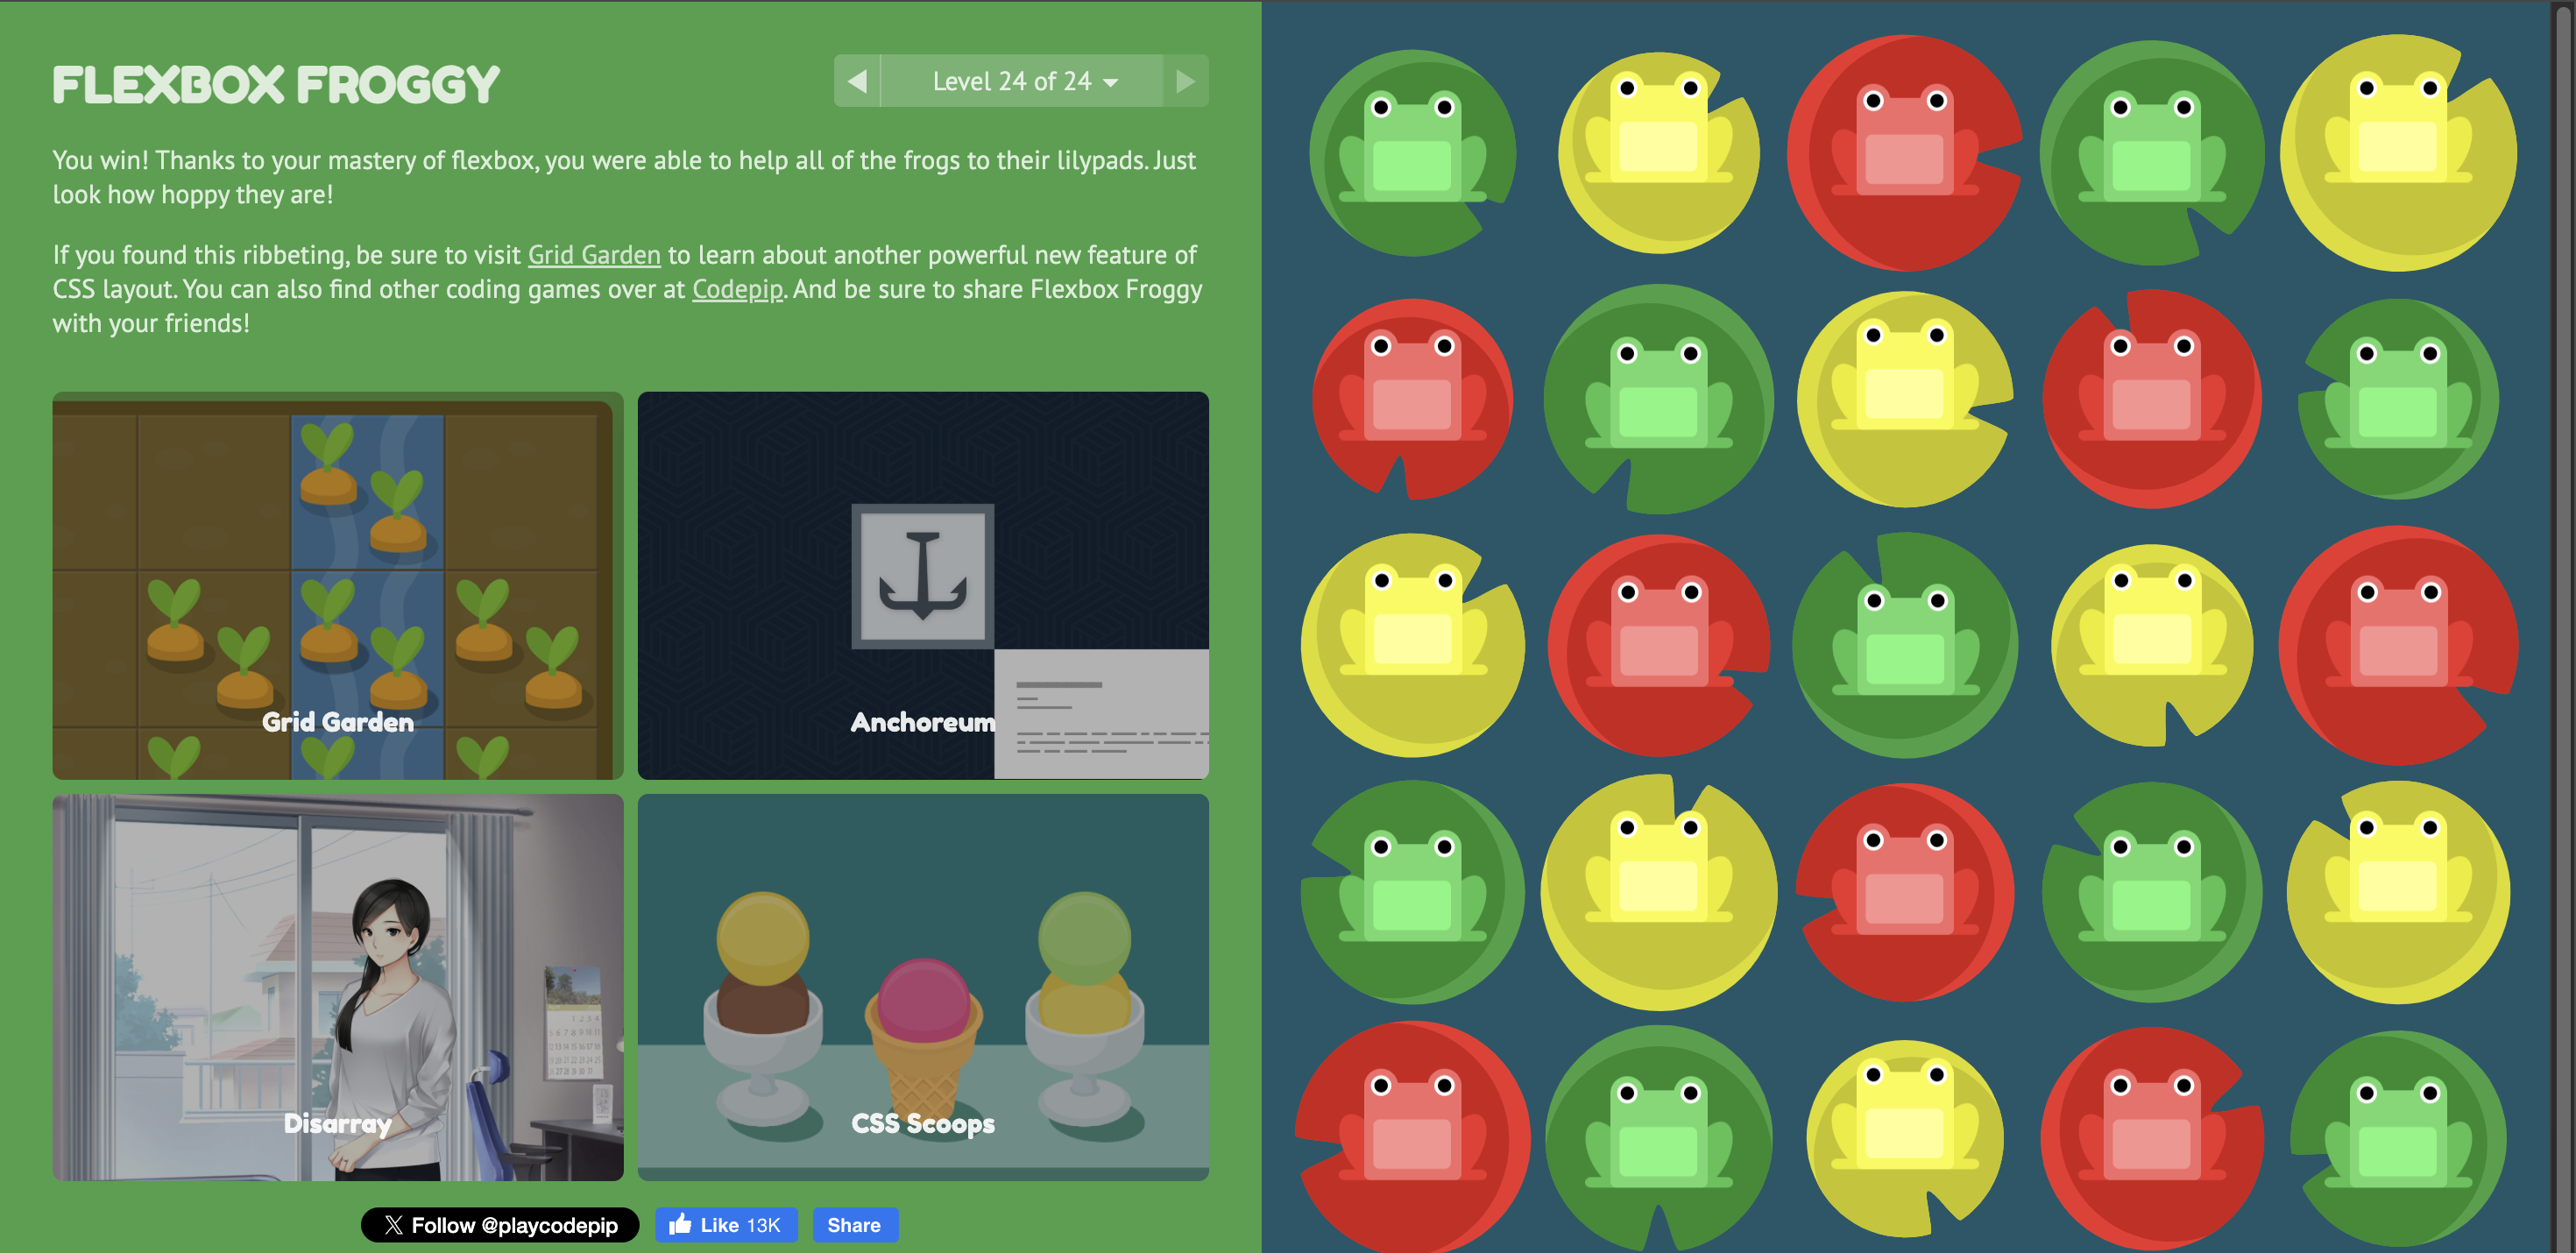 FLEXBOX FROGGY
Level 24 of 24
You win! Thanks to your mastery of flexbox, you were able to help all of the frogs to their lilypads. Just
look how hoppy they are!
If you found this ribbeting, be sure to visit Grid Garden to learn about another powerful new feature of
CSS layout. You can also find other coding games over at Codepip. And be sure to share Flexbox Froggy
with your friends!
Grid Garden
Anchoreum
Disarray
CSS Scoops
Follow @playcodepip
Like 13K
Share